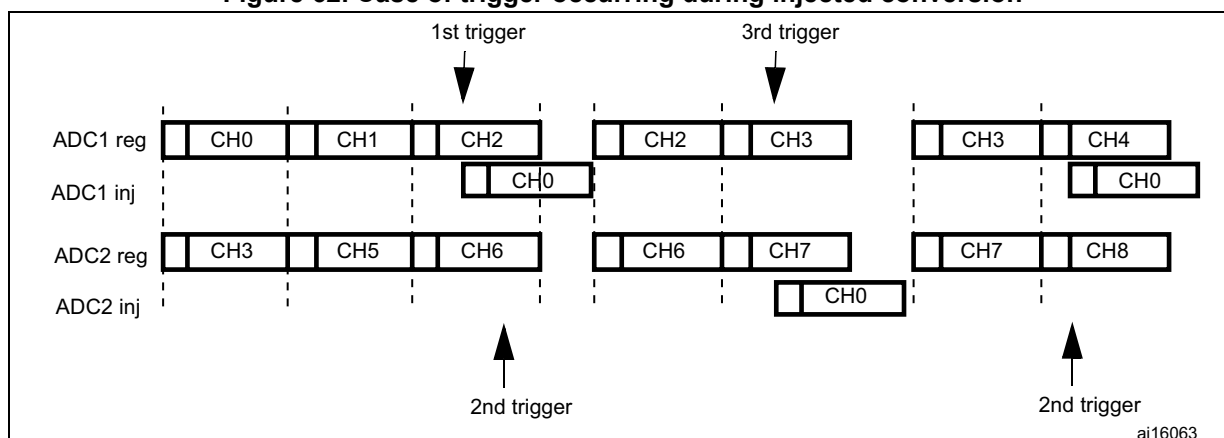 Figure 62. Case of trigger occurring during injected conversion
1st trigger 3rd trigger
ADC1 reg CH0 CH1 CH2 CH2 CH3 CH3 CH4
ADC1 inj CH0 CH0
ADC2 reg CH3 CH5 CH6 CH6 CH7 CH7 CH8
ADC2 inj CH0
2nd trigger 2nd trigger
ai16063